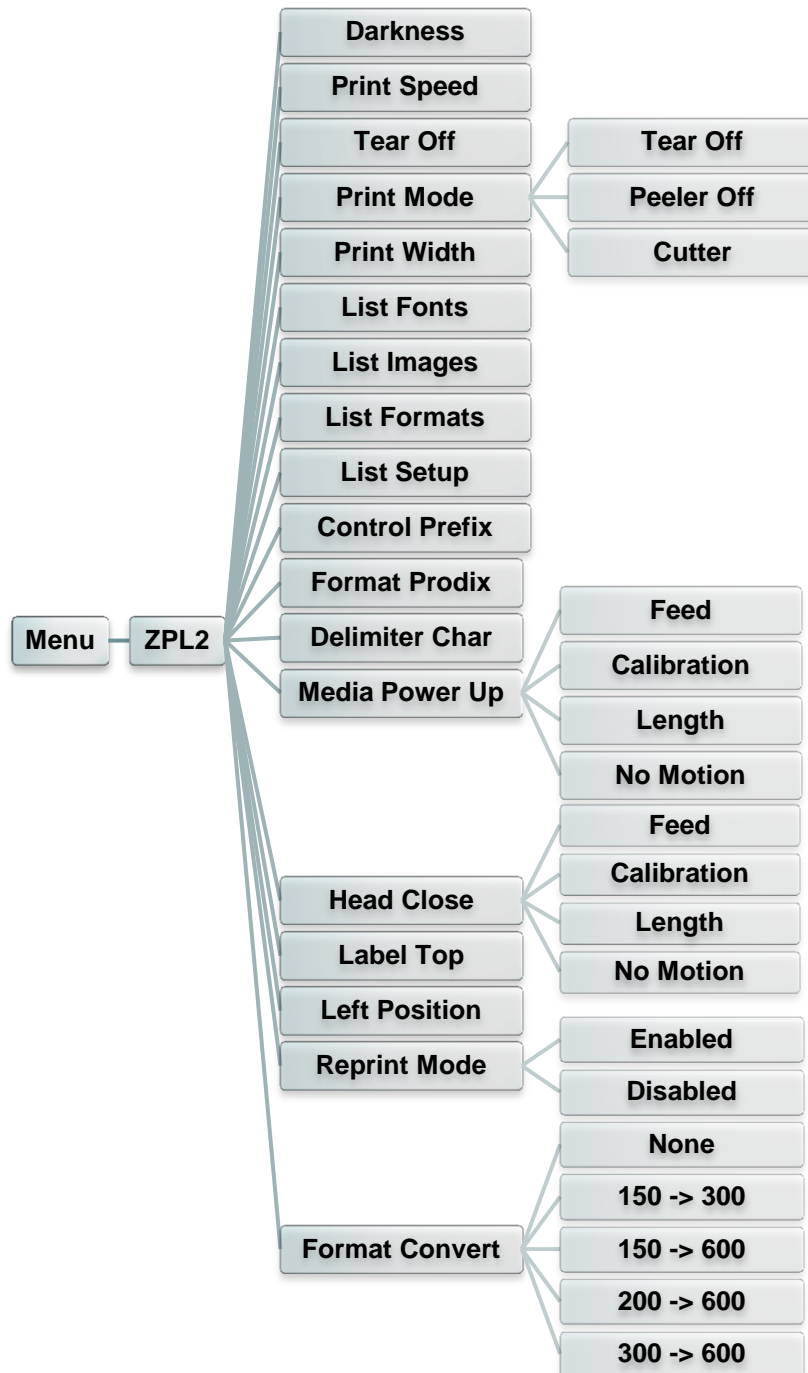 Menu
ZPL2
Darkness
Print Speed
Tear Off
Print Mode
Tear Off
Peeler Off
Cutter
Print Width
List Fonts
List Images
List Formats
List Setup
Control Prefix
Format Prodix
Delimiter Char
Media Power Up
Feed
Calibration
Length
No Motion
Head Close
Feed
Calibration
Length
No Motion
Label Top
Left Position
Reprint Mode
Enabled
Disabled
Format Convert
None
150 -> 300
150 -> 600
200 -> 600
300 -> 600